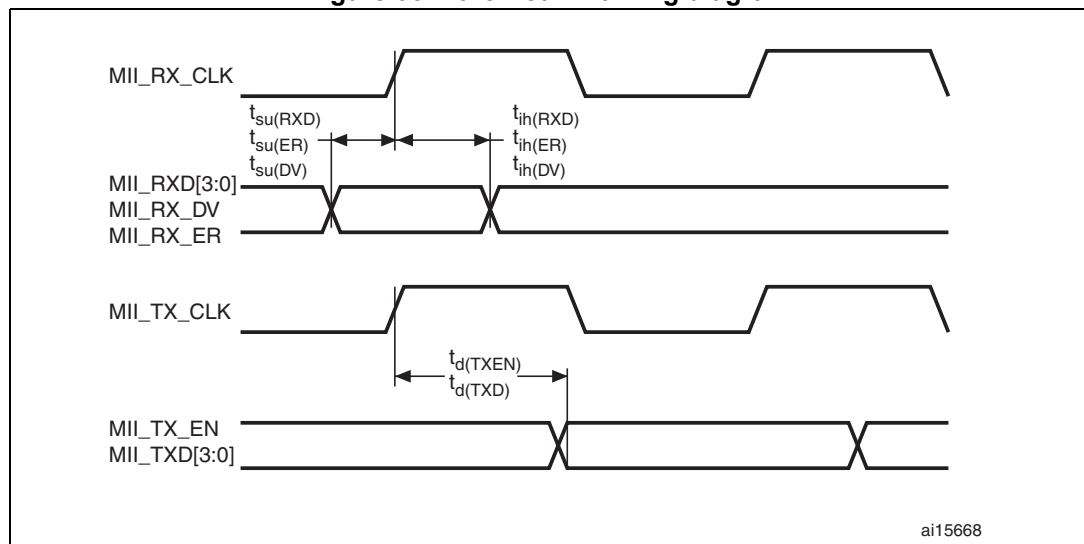 MII_RX_CLK
tsu(RXD)
tsu(ER)
tsu(DV)
tih(RXD)
tih(ER)
tih(DV)
MII_RXD[3:0]
MII_RX_DV
MII_RX_ER
MII_TX_CLK
td(TXEN)
td(TXD)
MII_TX_EN
MII_TXD[3:0]
ai15668